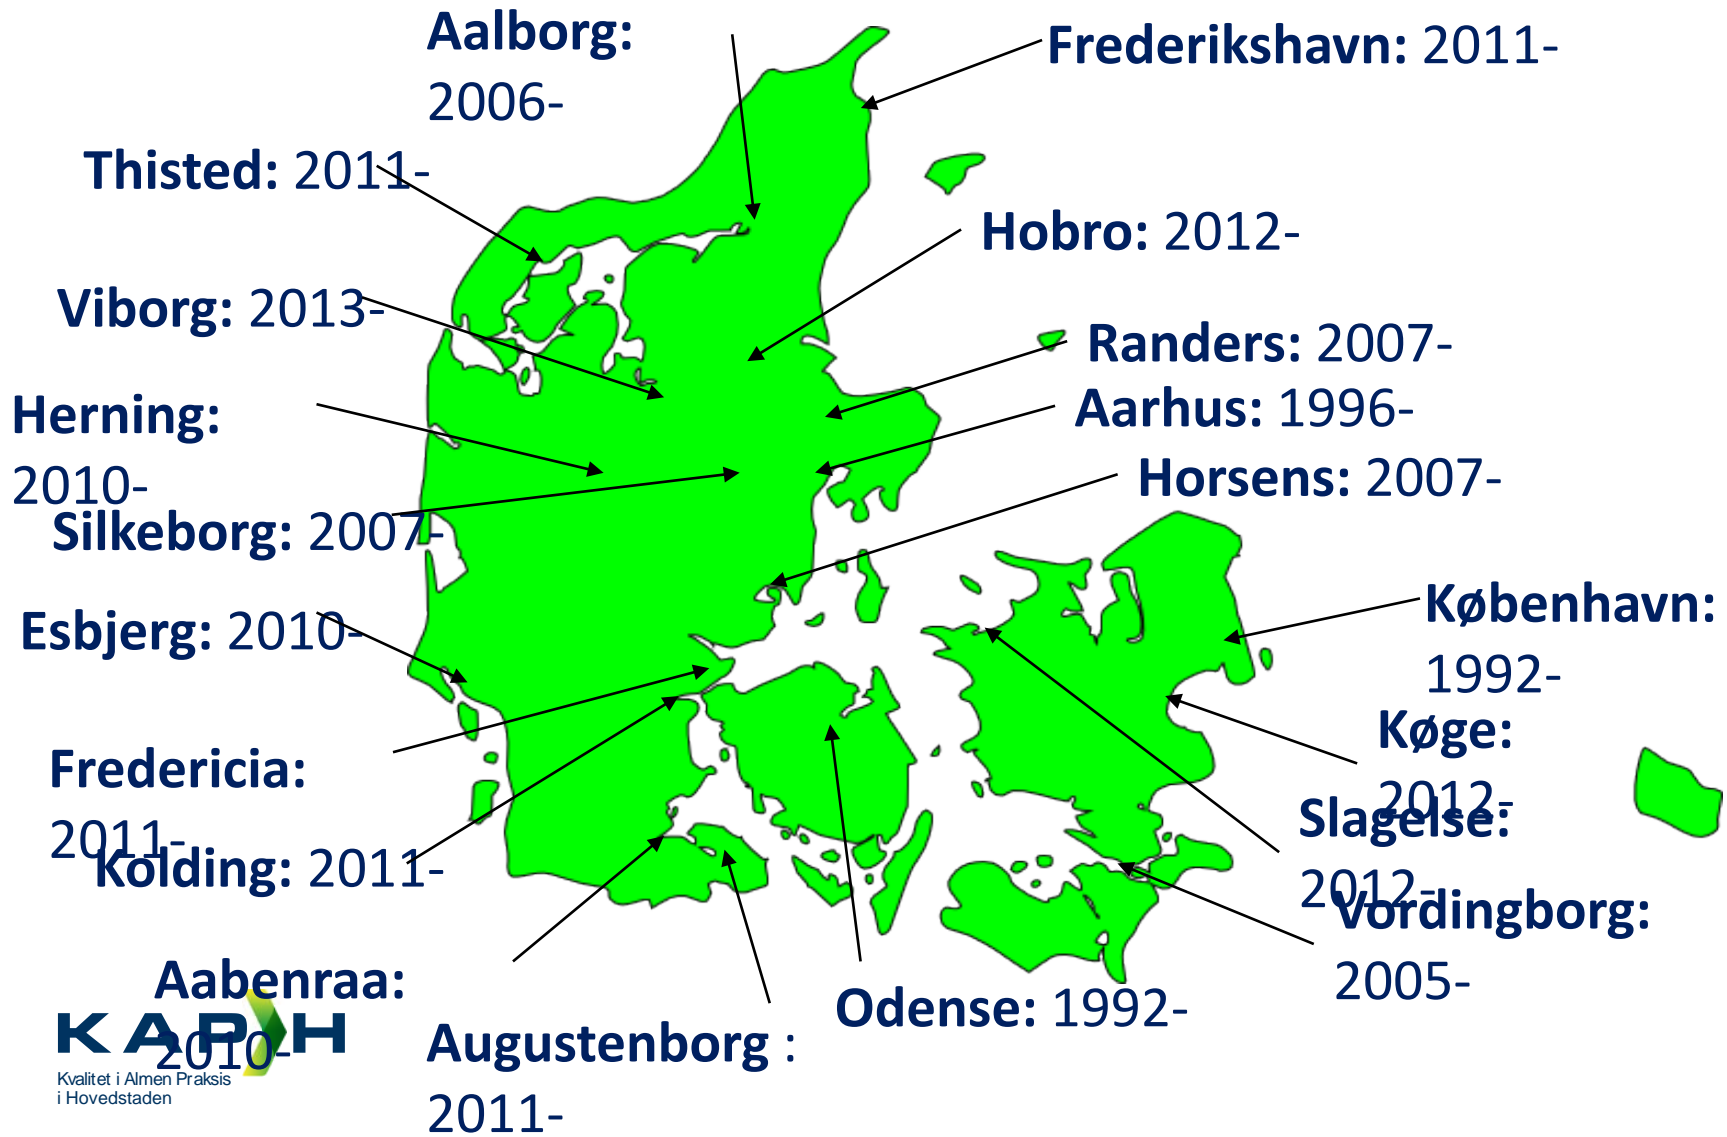 Aalborg:
2006-
Frederikshavn: 2011-
Thisted: 2011-
Hobro: 2012-
Viborg: 2013-
Randers: 2007-
Herning:
2010-
Aarhus: 1996-
Horsens: 2007-
Silkeborg: 2007-
Esbjerg: 2010-
København:
1992-
Køge:
2012-
Fredericia:
2011-
Slagelse:
2012-
Kolding: 2011-
Vordingborg:
2005-
Aabenraa:
2010-
Odense: 1992-
Augustenborg :
2011-
KAP H
Kvalitet i Almen Praksis
i Hovedstaden